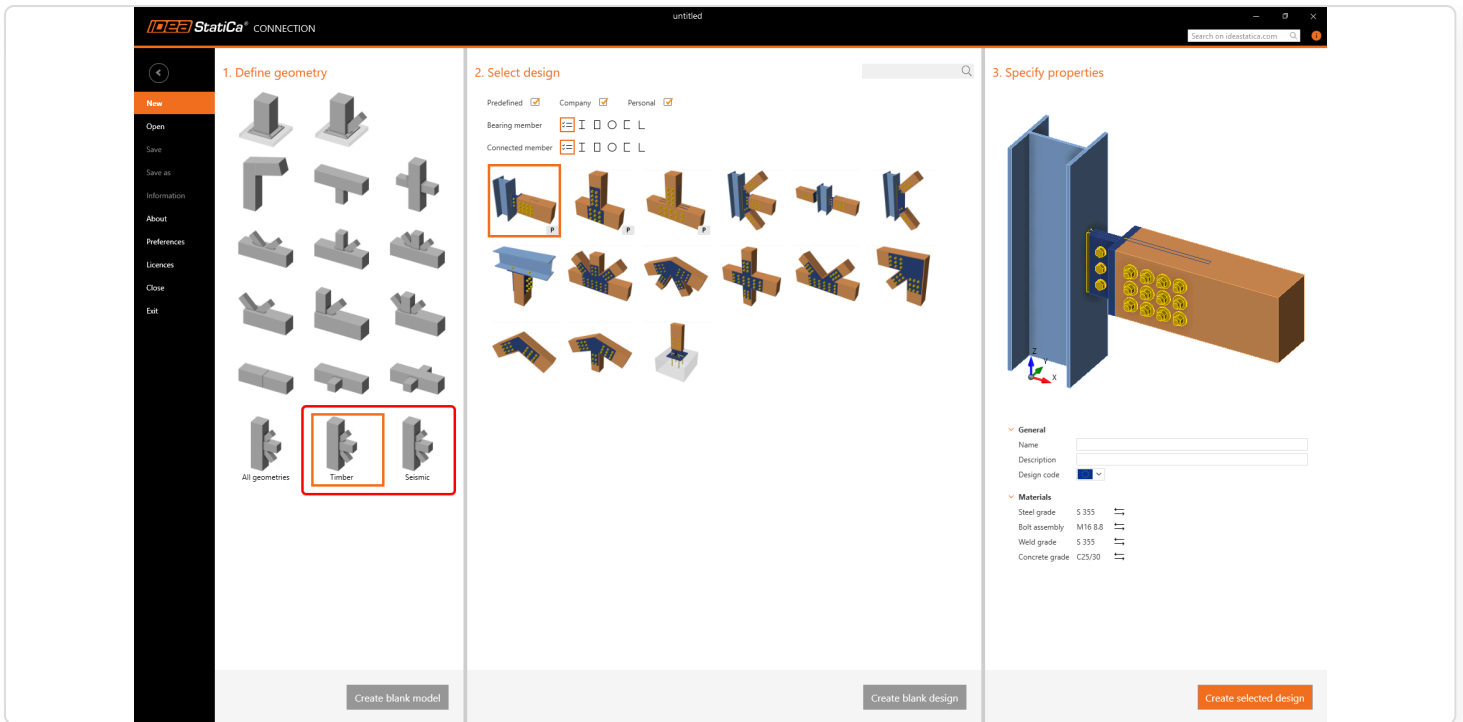 untitled
IDEA StatiCa® CONNECTION
Search on ideastatica.com
New
Open
Save
Save as
Information
About
Preferences
Licences
Close
Exit
1. Define geometry
All geometries
Timber
Seismic
Create blank model
2. Select design
Predefined Company Personal
Bearing member
Connected member
P P P
Create blank design
3. Specify properties
Z
Y
X
General
Name
Description
Design code
Materials
Steel grade S 355
Bolt assembly M16 8.8
Weld grade S 355
Concrete grade C25/30
Create selected design